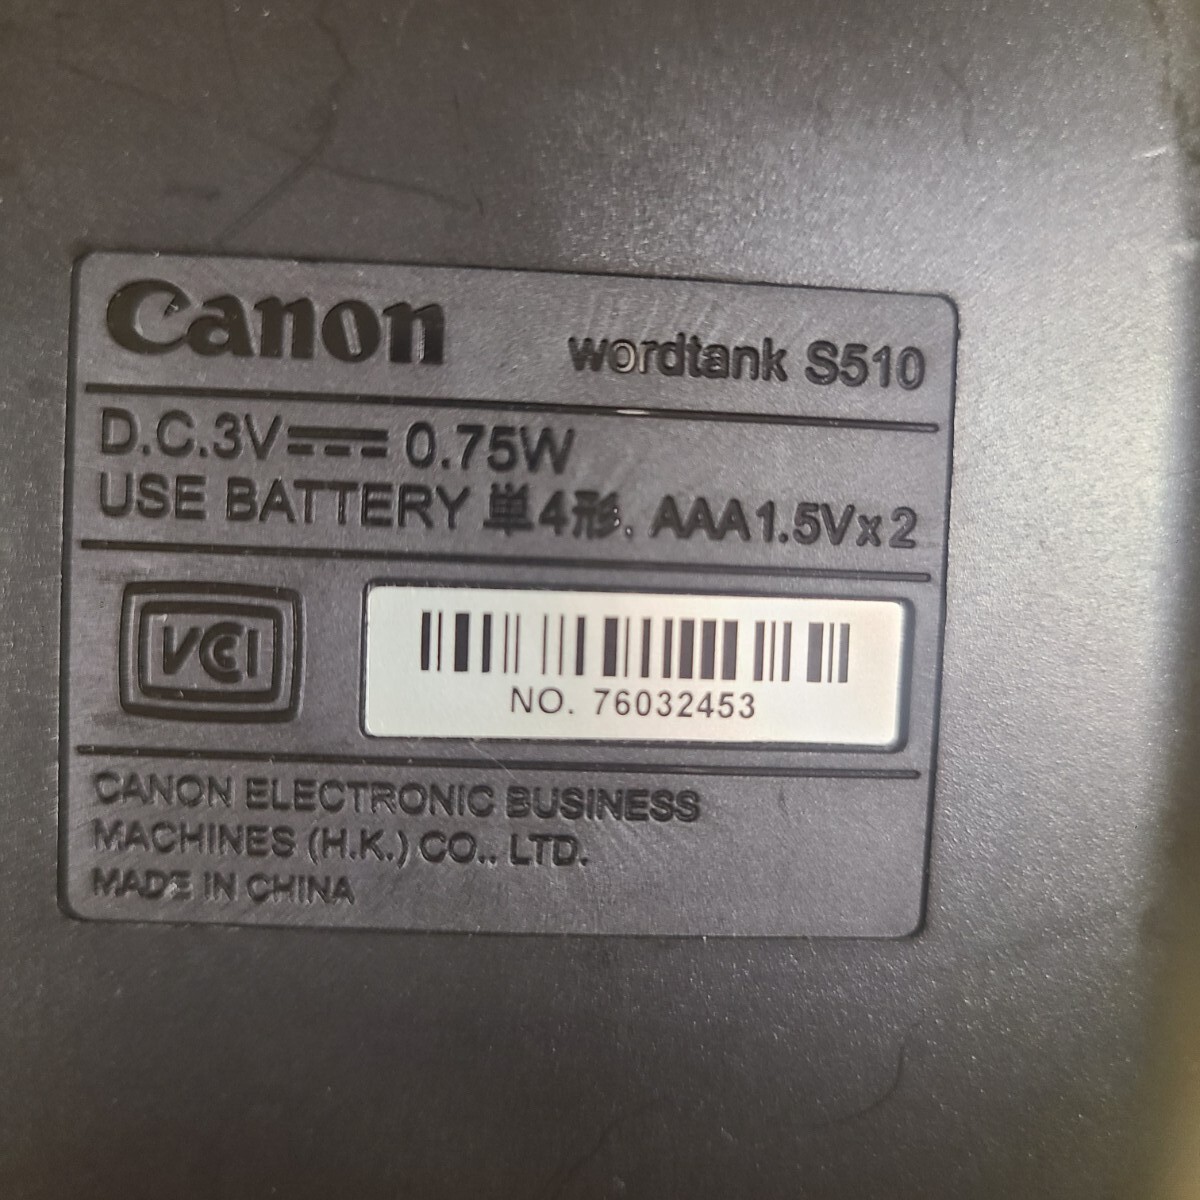 Canon
wordtank S510
D.C.3V 0.75W
USE BATTERY 単4形. AAA1.5Vx2
VCCI
NO. 76032453
CANON ELECTRONIC BUSINESS
MACHINES (H.K.) CO., LTD.
MADE IN CHINA